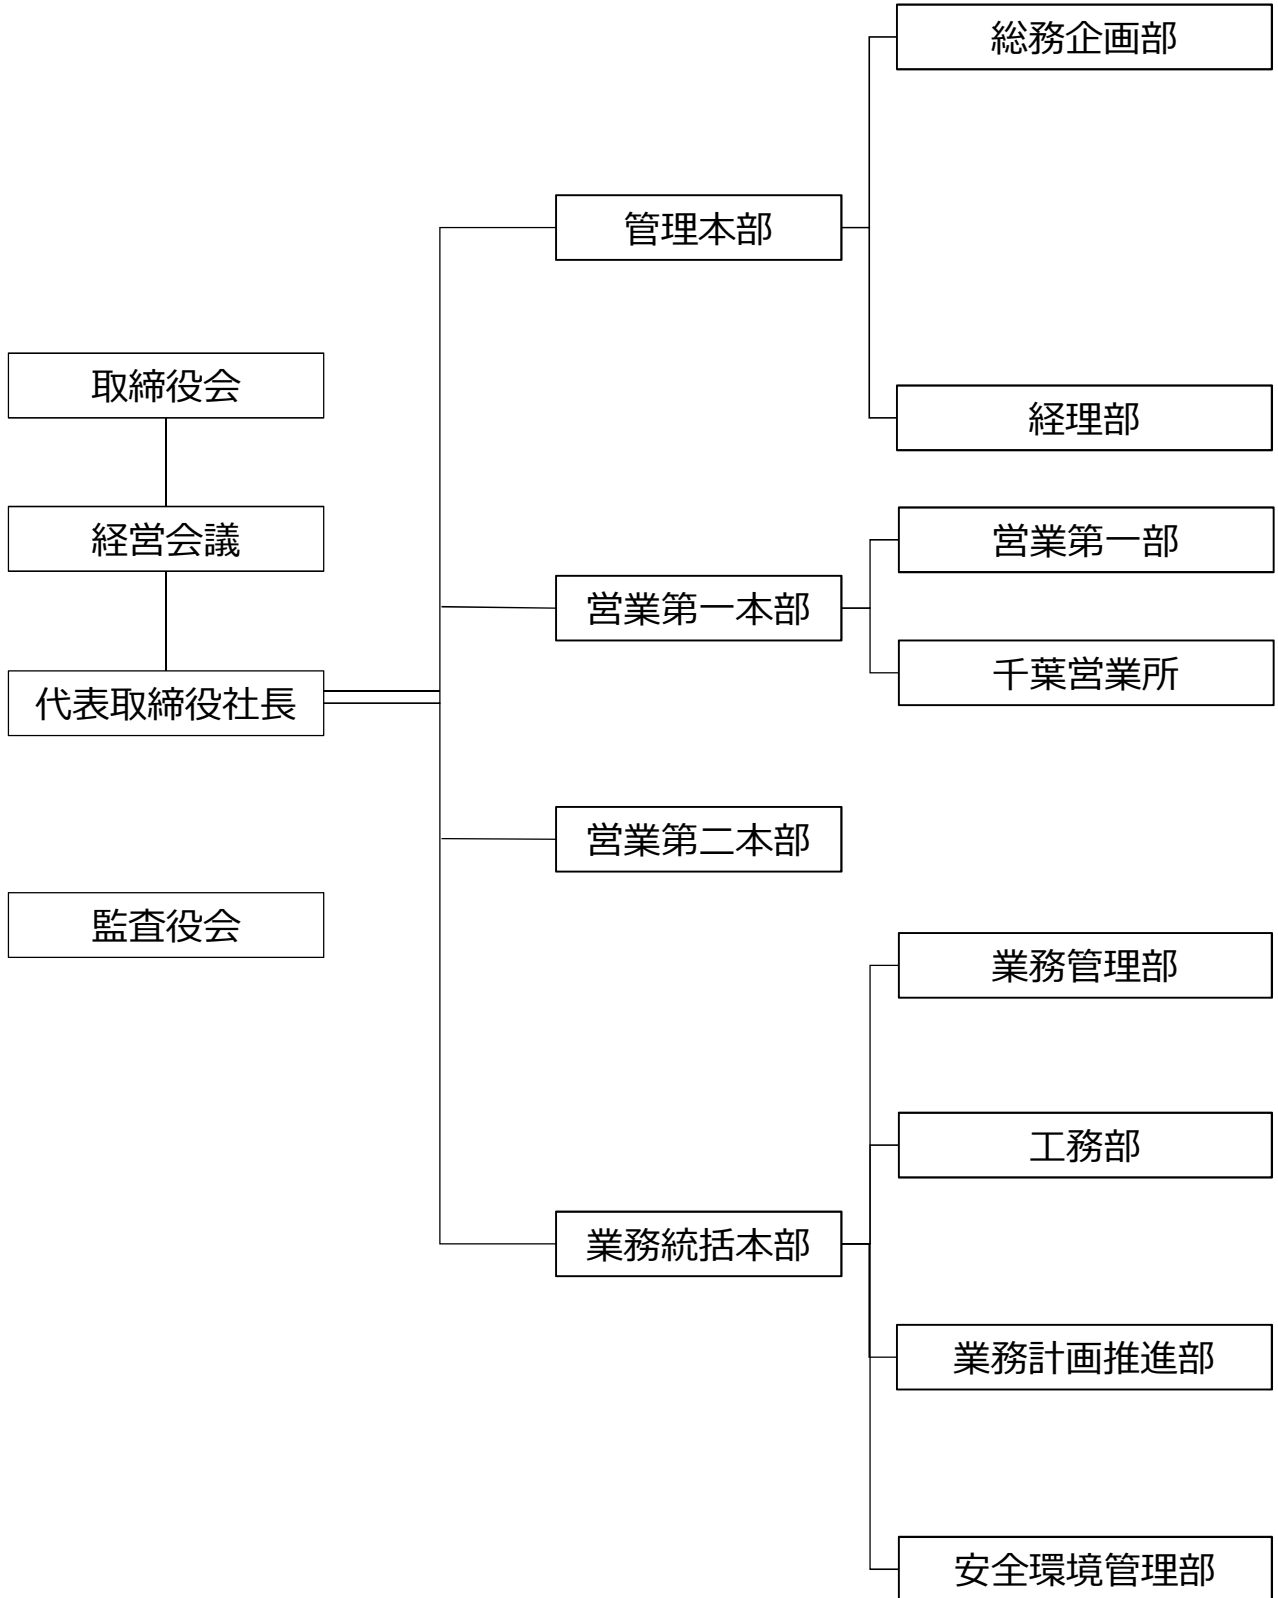 総務企画部
管理本部
取締役会
経理部
経営会議
営業第一部
営業第一本部
千葉営業所
代表取締役社長
営業第二本部
監査役会
業務管理部
工務部
業務統括本部
業務計画推進部
安全環境管理部